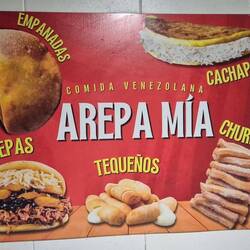 EMPANADAS
CACHAP
COMIDA VENEZOLANA
AREPA MÍA
EPAS
TEQUEÑOS
CHUR